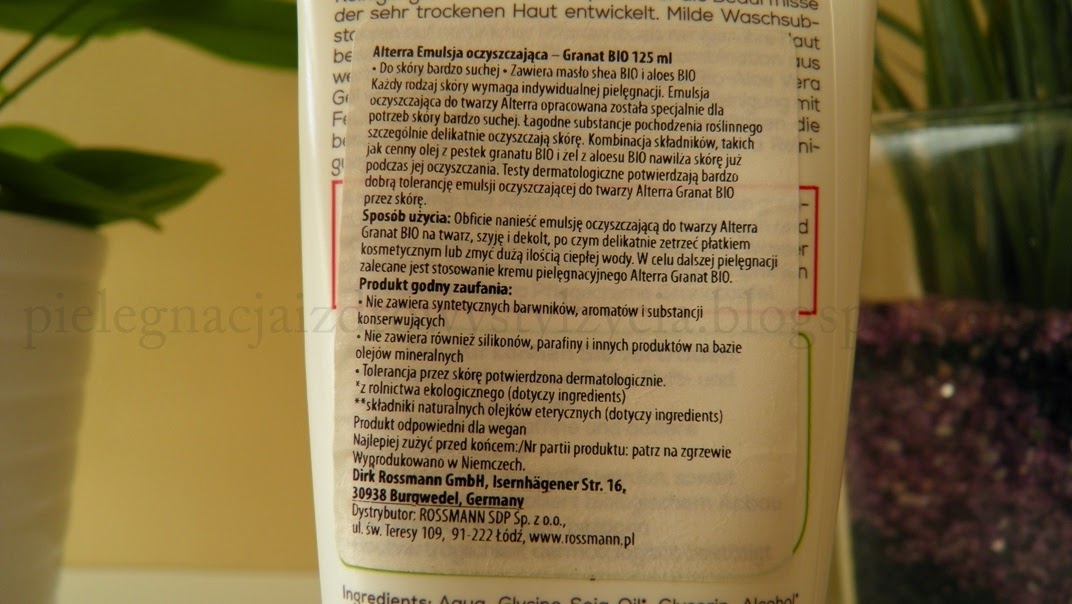 der sehr trockenen Haut entwickelt. Milde Waschsub-
Alterra Emulsja oczyszczająca – Granat BIO 125 ml
• Do skóry bardzo suchej • Zawiera masło shea BIO i aloes BIO
Każdy rodzaj skóry wymaga indywidualnej pielęgnacji. Emulsja
oczyszczająca do twarzy Alterra opracowana została specjalnie dla
potrzeb skóry bardzo suchej. Łagodne substancje pochodzenia roślinnego
szczególnie delikatnie oczyszczają skórę. Kombinacja składników, takich
jak cenny olej z pestek granatu BIO i żel z aloesu BIO nawilża skórę już
podczas jej oczyszczania. Testy dermatologiczne potwierdzają bardzo
dobrą tolerancję emulsji oczyszczającej do twarzy Alterra Granat BIO
przez skórę.
Sposób użycia: Obficie nanieść emulsję oczyszczającą do twarzy Alterra
Granat BIO na twarz, szyję i dekolt, po czym delikatnie zetrzeć płatkiem
kosmetycznym lub zmyć dużą ilością ciepłej wody. W celu dalszej pielęgnacji
zalecane jest stosowanie kremu pielęgnacyjnego Alterra Granat BIO.
Produkt godny zaufania:
• Nie zawiera syntetycznych barwników, aromatów i substancji
konserwujących
• Nie zawiera również silikonów, parafiny i innych produktów na bazie
olejów mineralnych
• Tolerancja przez skórę potwierdzona dermatologicznie.
*z rolnictwa ekologicznego (dotyczy ingredients)
**składniki naturalnych olejków eterycznych (dotyczy ingredients)
Produkt odpowiedni dla wegan
Najlepiej zużyć przed końcem:/Nr partii produktu: patrz na zgrzewie
Wyprodukowano w Niemczech.
Dirk Rossmann GmbH, Isernhägener Str. 16,
30938 Burgwedel, Germany
Dystrybutor: ROSSMANN SDP Sp. z o.o.,
ul. św. Teresy 109, 91-222 Łódź, www.rossmann.pl
Ingredients: Aqua, Glycine Soja Oil*, Glycerin, Alcohol*